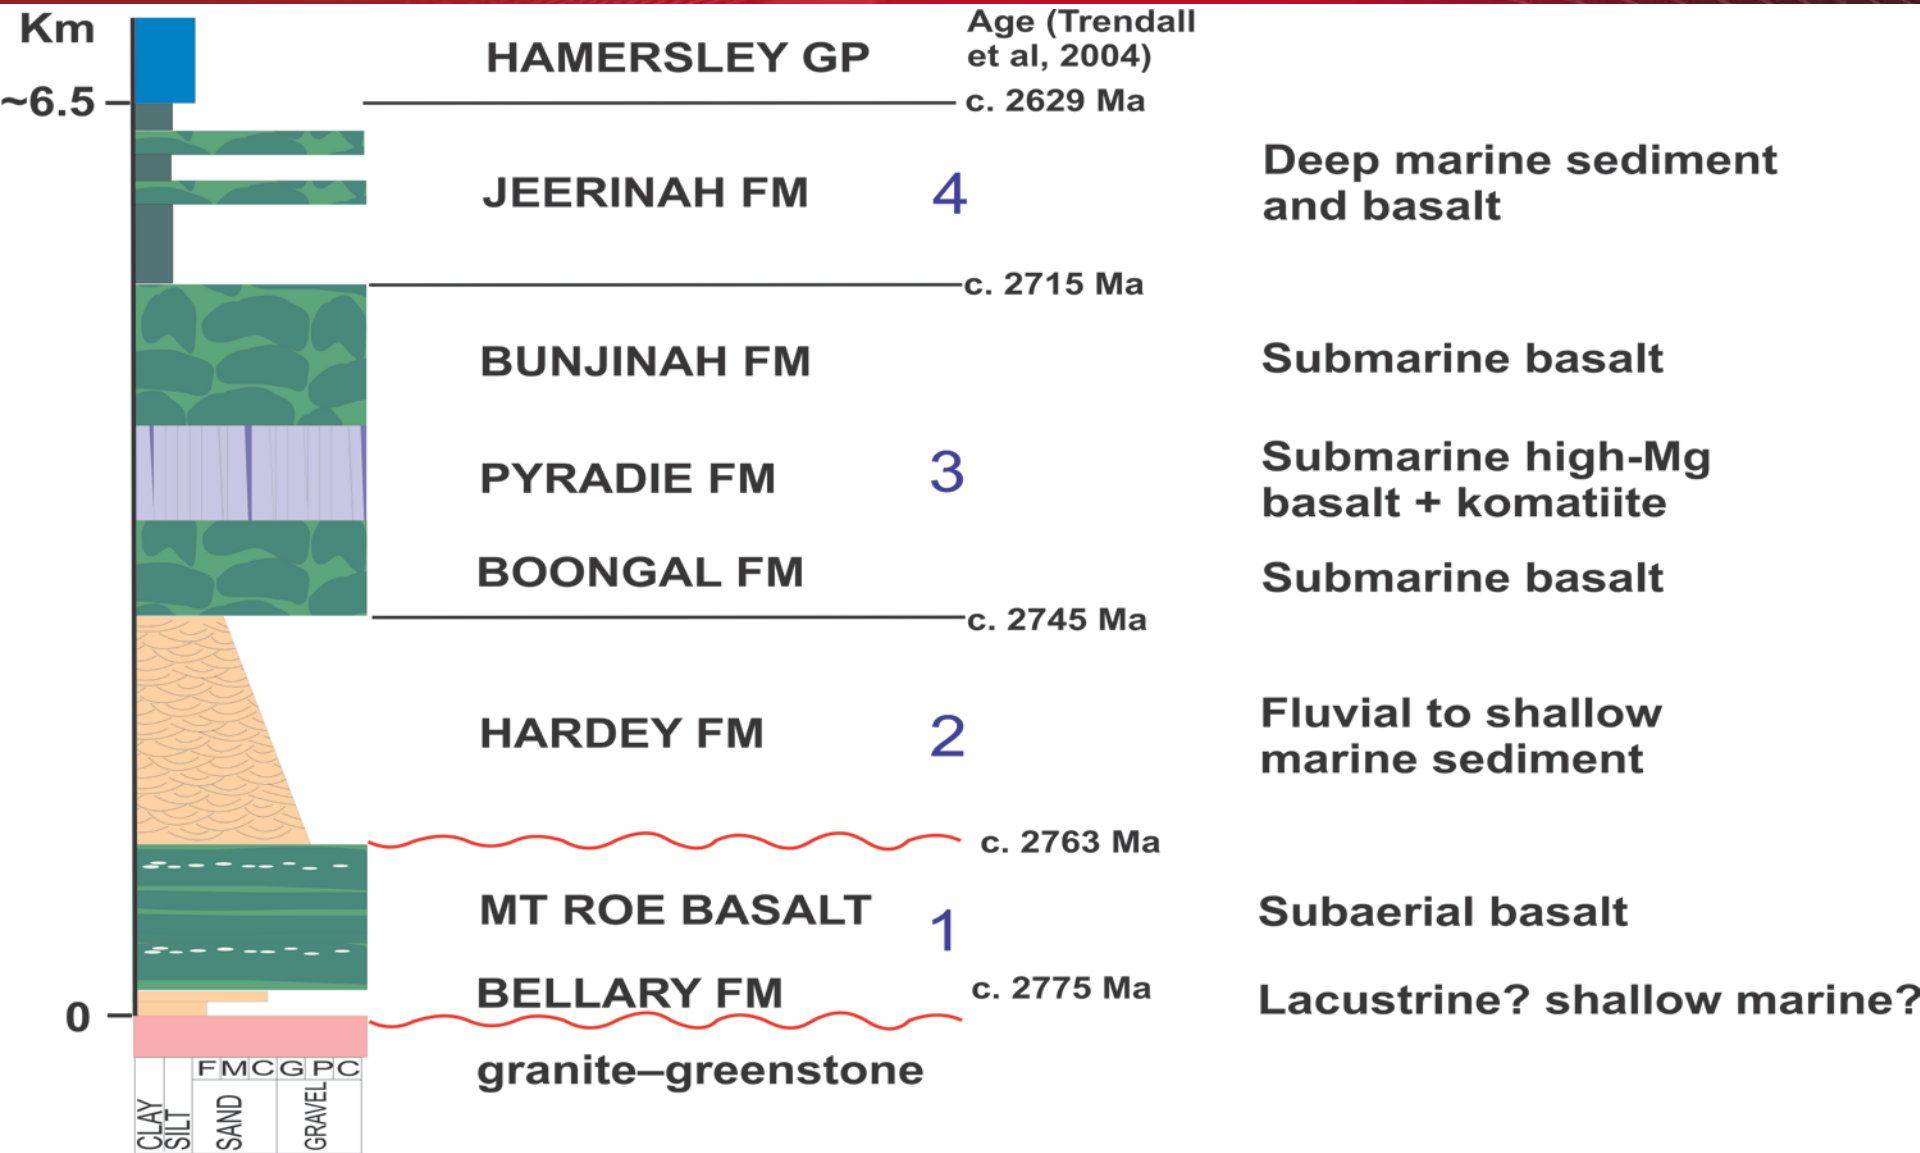 Km
HAMERSLEY GP
Age (Trendall
et al, 2004)
~6.5
c. 2629 Ma
JEERINAH FM
4
Deep marine sediment
and basalt
c. 2715 Ma
BUNJINAH FM
Submarine basalt
PYRADIE FM
3
Submarine high-Mg
basalt + komatiite
BOONGAL FM
Submarine basalt
c. 2745 Ma
HARDEY FM
2
Fluvial to shallow
marine sediment
c. 2763 Ma
MT ROE BASALT
1
Subaerial basalt
BELLARY FM
c. 2775 Ma
Lacustrine? shallow marine?
0
granite–greenstone
F M C G P C
CLAY
SILT
SAND
GRAVEL